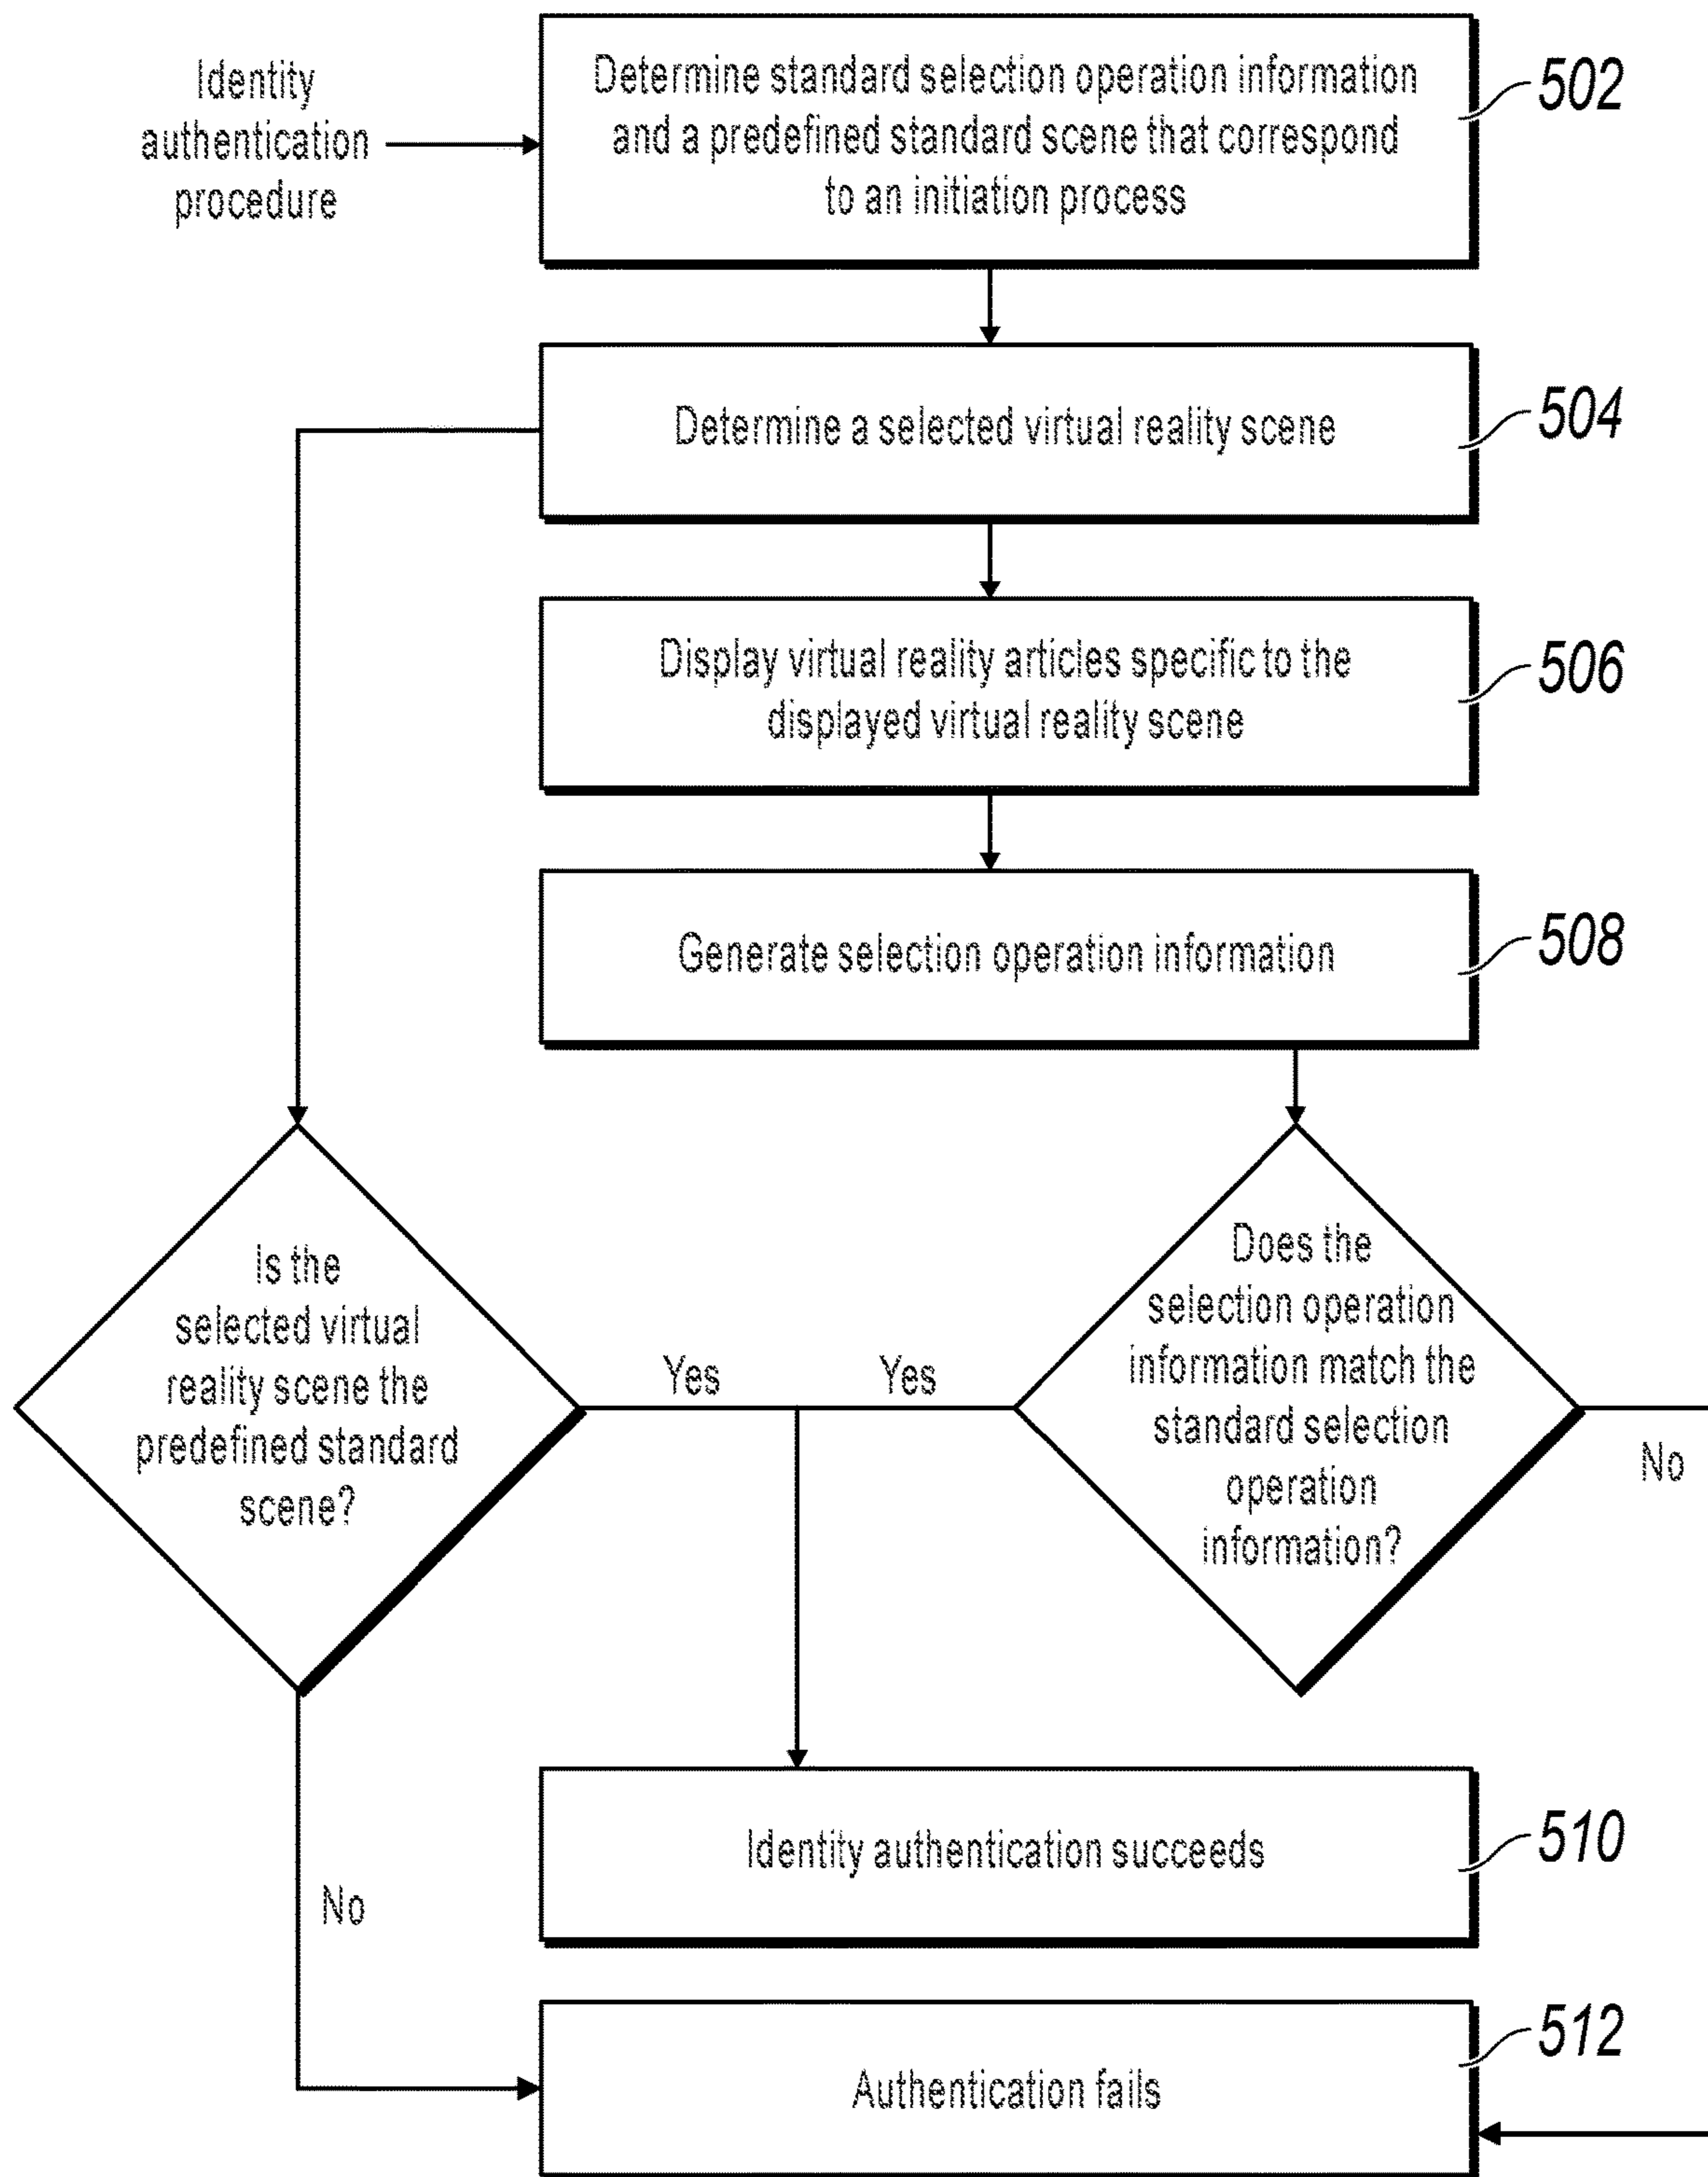 Identity
authentication
procedure
Determine standard selection operation information
and a predefined standard scene that correspond
to an initiation process
502
Determine a selected virtual reality scene
504
Display virtual reality articles specific to the
displayed virtual reality scene
506
Generate selection operation information
508
Is the
selected virtual
reality scene the
predefined standard
scene?
Yes
Yes
Does the
selection operation
information match the
standard selection
operation
information?
No
Identity authentication succeeds
510
No
Authentication fails
512